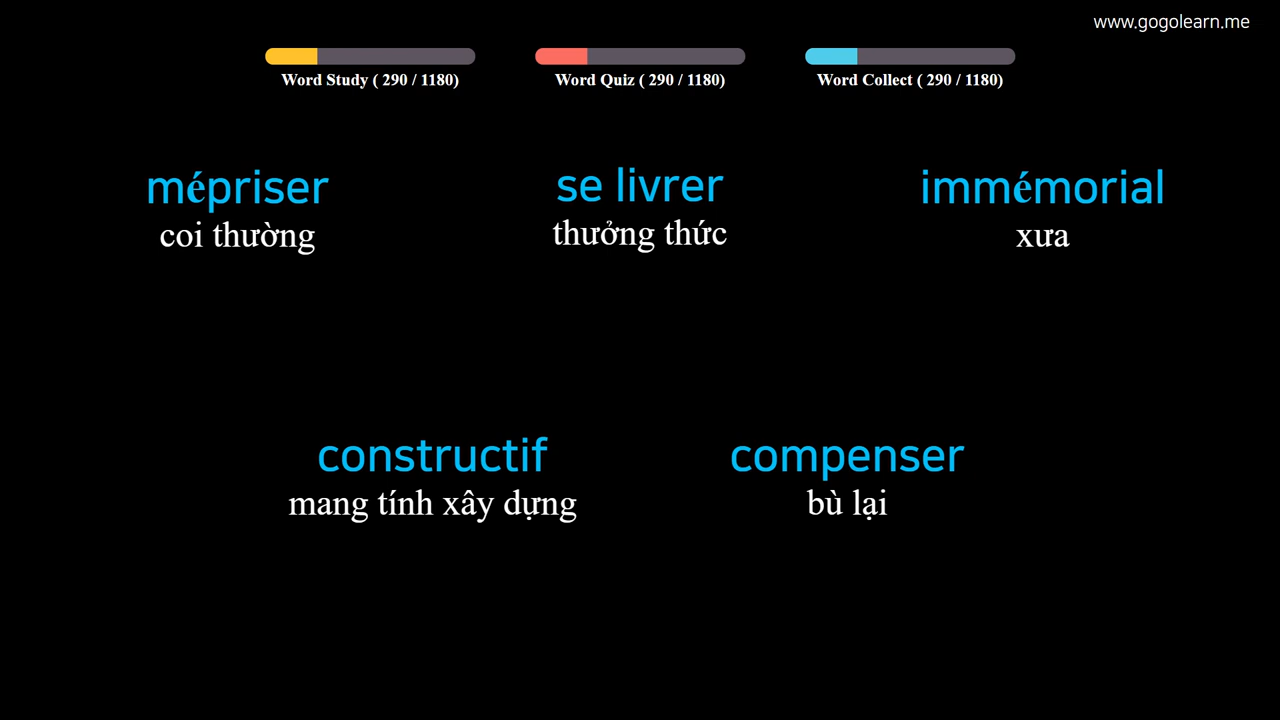 www.gogolearn.me
Word Study ( 290 / 1180)
Word Quiz ( 290 / 1180)
Word Collect ( 290 / 1180)
mépriser
coi thường
se livrer
thưởng thức
immémorial
xưa
constructif
mang tính xây dựng
compenser
bù lại